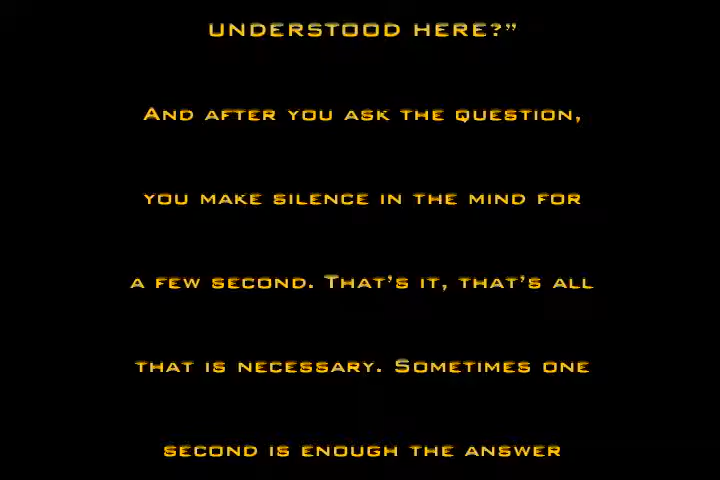 UNDERSTOOD HERE?”
AND AFTER YOU ASK THE QUESTION,
YOU MAKE SILENCE IN THE MIND FOR
A FEW SECOND. THAT’S IT, THAT’S ALL
THAT IS NECESSARY. SOMETIMES ONE
SECOND IS ENOUGH THE ANSWER